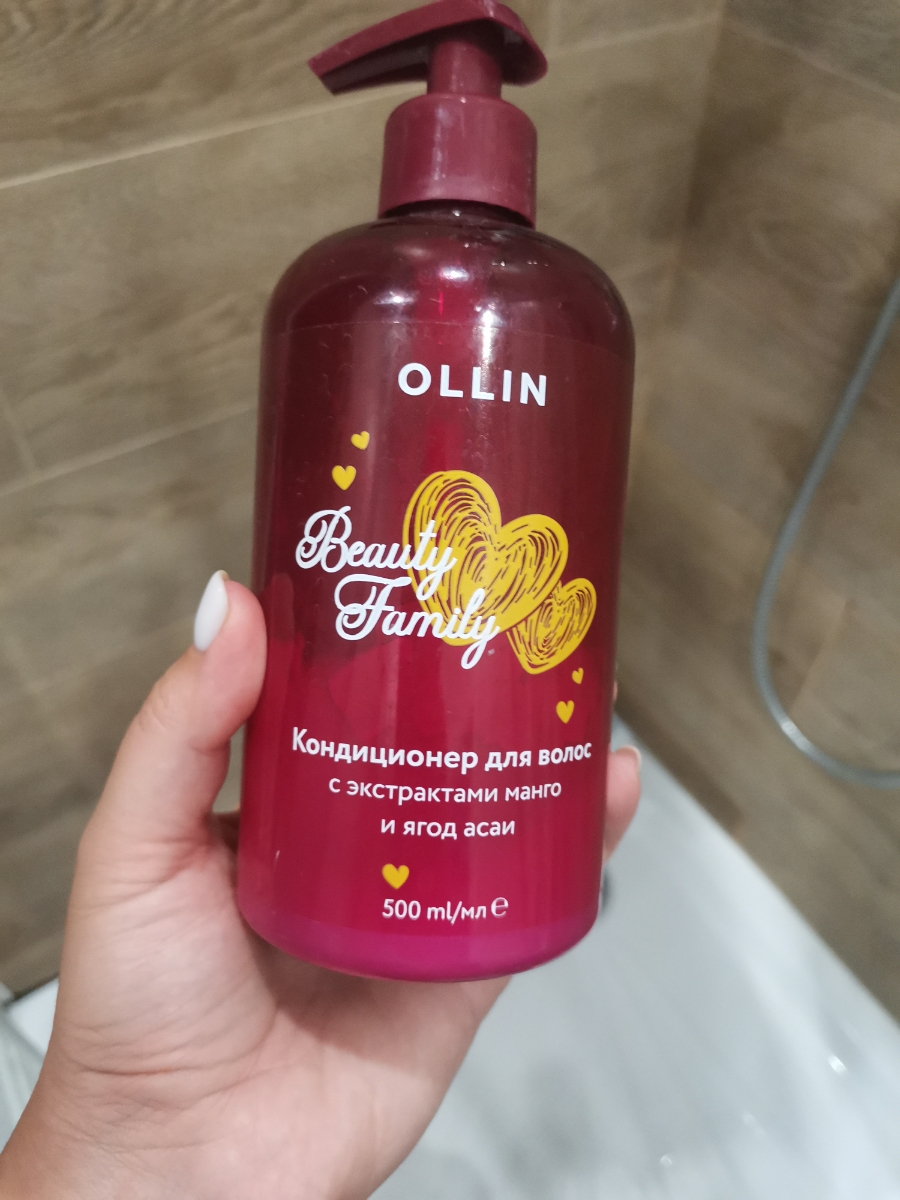 OLLIN
Beauty
Family
Кондиционер для волос
с экстрактами манго
и ягод асаи
500 ml/мл ℮